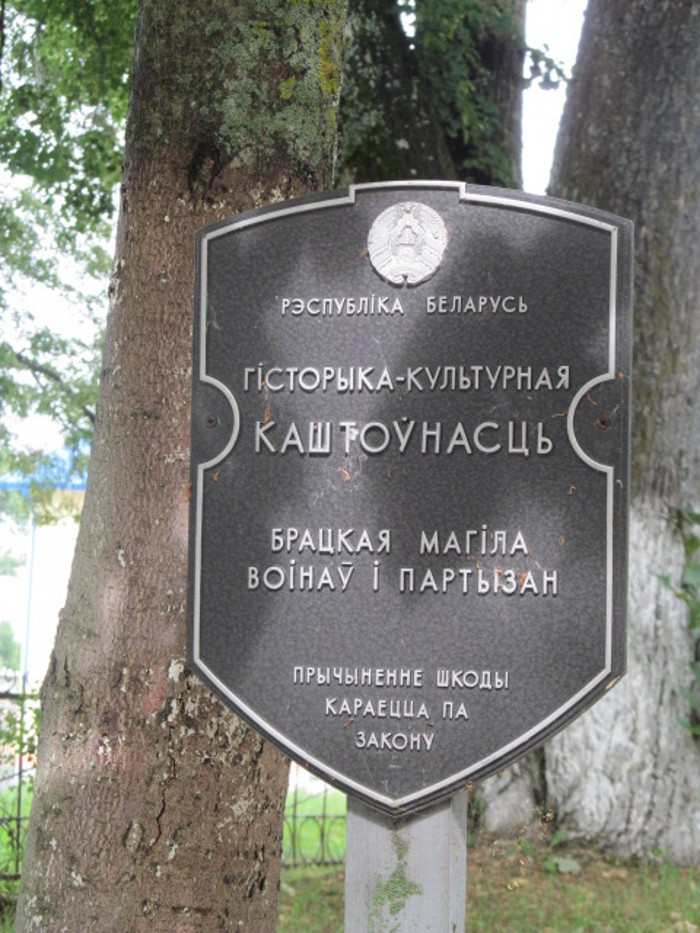 РЭСПУБЛІКА БЕЛАРУСЬ
ГІСТОРЫКА-КУЛЬТУРНАЯ
КАШТОЎНАСЦЬ
БРАЦКАЯ МАГІЛА
ВОІНАЎ І ПАРТЫЗАН
ПРЫЧЫНЕННЕ ШКОДЫ
КАРАЕЦЦА ПА
ЗАКОНУ